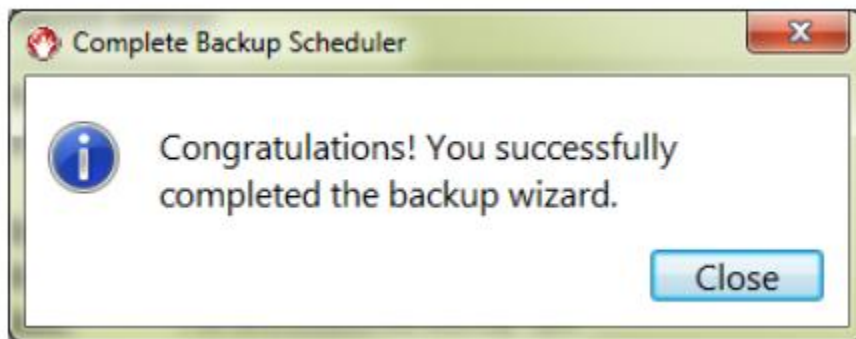 Complete Backup Scheduler
Congratulations! You successfully
completed the backup wizard.
Close